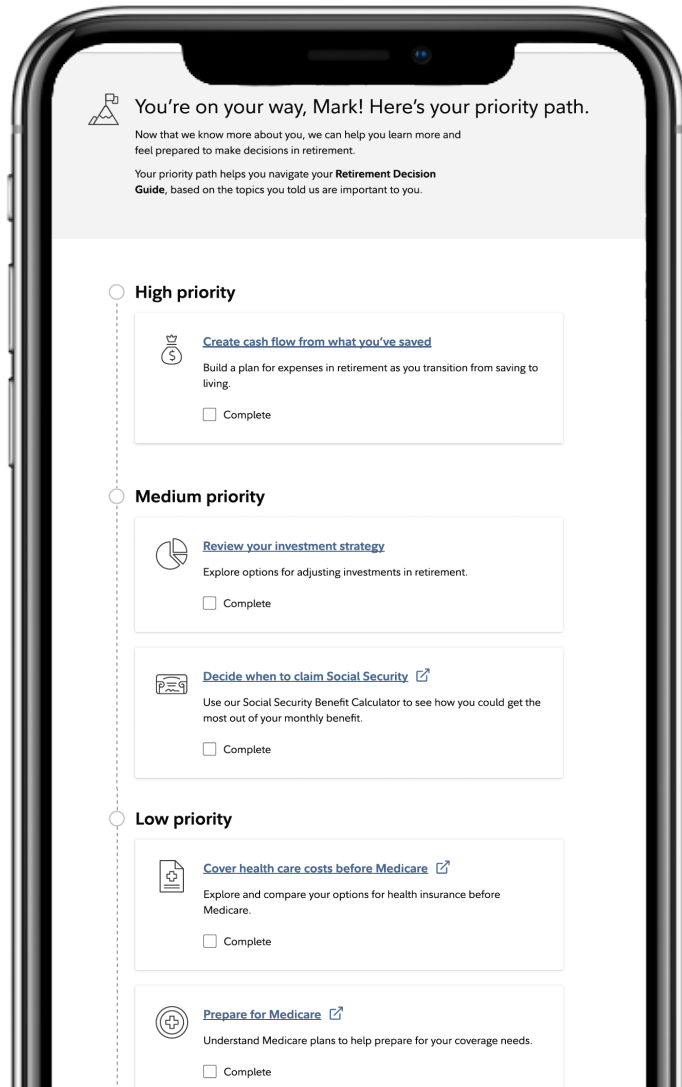 You’re on your way, Mark! Here’s your priority path.
Now that we know more about you, we can help you learn more and
feel prepared to make decisions in retirement.
Your priority path helps you navigate your Retirement Decision
Guide, based on the topics you told us are important to you.
High priority
Create cash flow from what you’ve saved
Build a plan for expenses in retirement as you transition from saving to
living.
Complete
Medium priority
Review your investment strategy
Explore options for adjusting investments in retirement.
Complete
Decide when to claim Social Security
Use our Social Security Benefit Calculator to see how you could get the
most out of your monthly benefit.
Complete
Low priority
Cover health care costs before Medicare
Explore and compare your options for health insurance before
Medicare.
Complete
Prepare for Medicare
Understand Medicare plans to help prepare for your coverage needs.
Complete